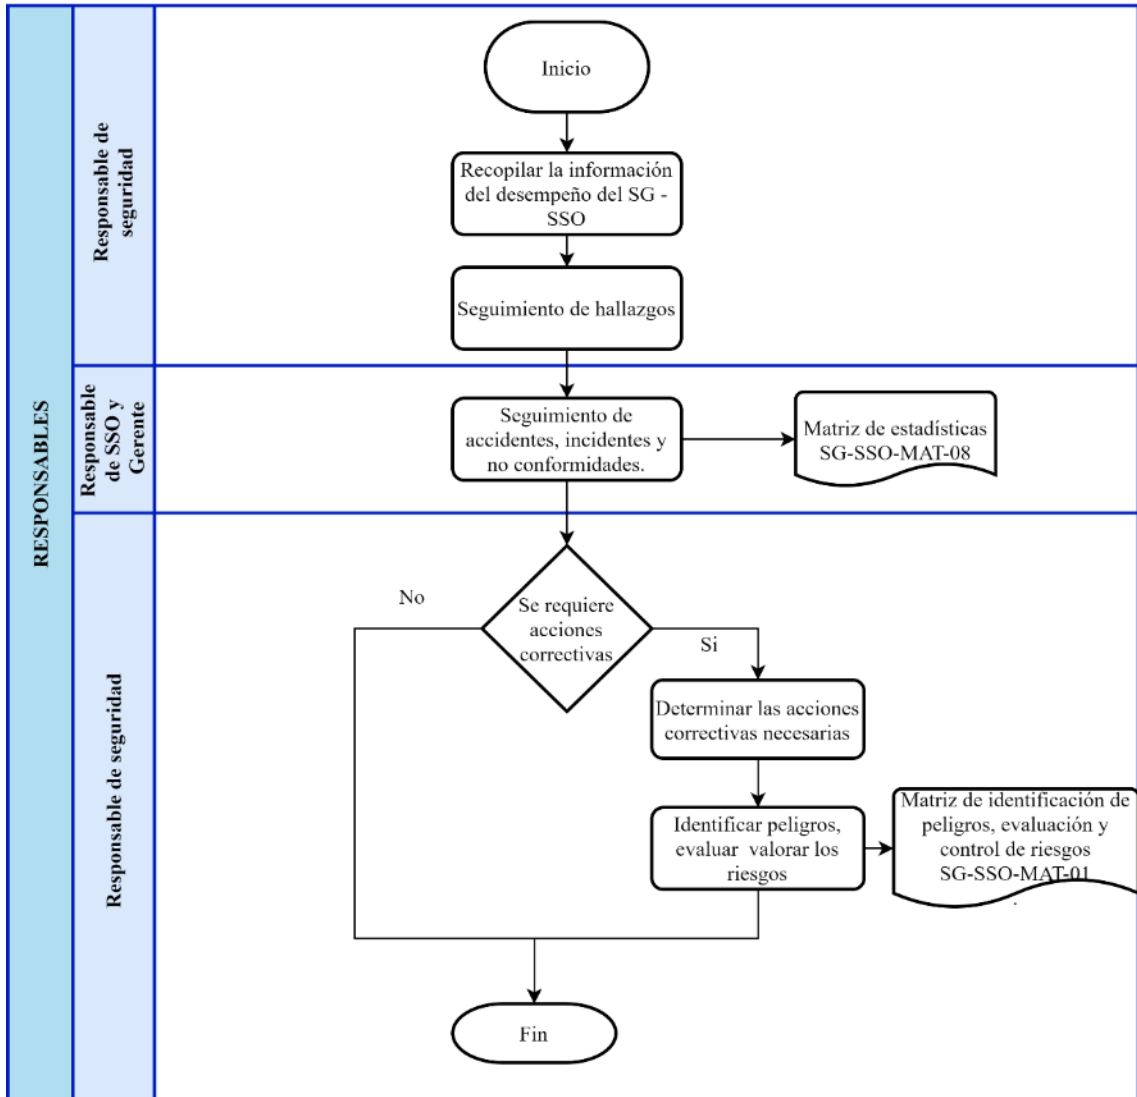 RESPONSABLES
Responsable de
seguridad
Inicio
Recopilar la información
del desempeño del SG -
SSO
Seguimiento de hallazgos
Responsable
de SSO y
Gerente
Seguimiento de
accidentes, incidentes y
no conformidades.
Matriz de estadísticas
SG-SSO-MAT-08
Responsable de seguridad
Se requiere
acciones
correctivas
No
Si
Determinar las acciones
correctivas necesarias
Identificar peligros,
evaluar valorar los
riesgos
Matriz de identificación de
peligros, evaluación y
control de riesgos
SG-SSO-MAT-01
.
Fin